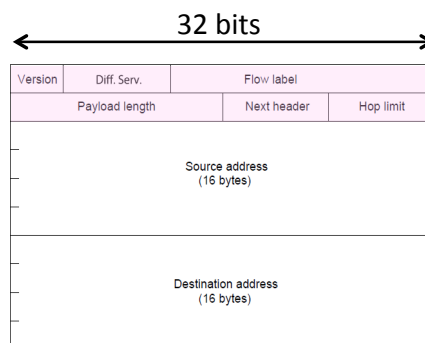 32 bits
Version Diff. Serv. Flow label
Payload length Next header Hop limit
Source address
(16 bytes)
Destination address
(16 bytes)